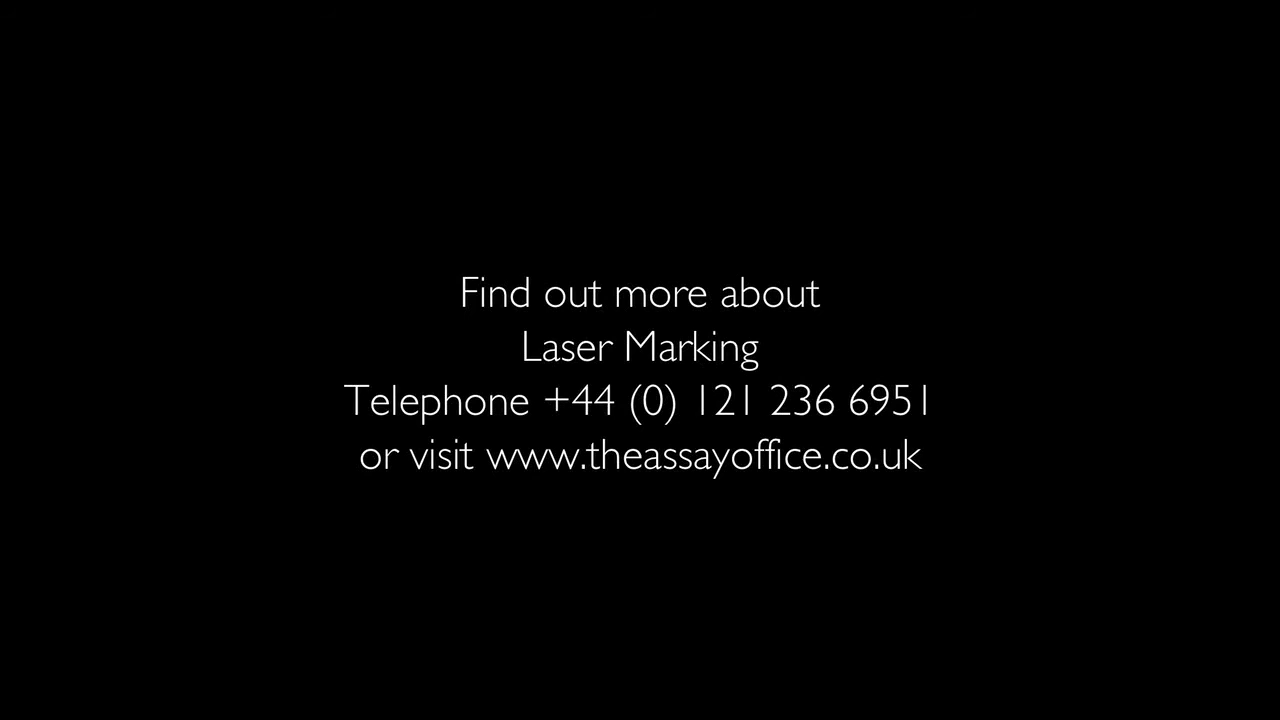 Find out more about
Laser Marking
Telephone +44 (0) 121 236 6951
or visit www.theassayoffice.co.uk